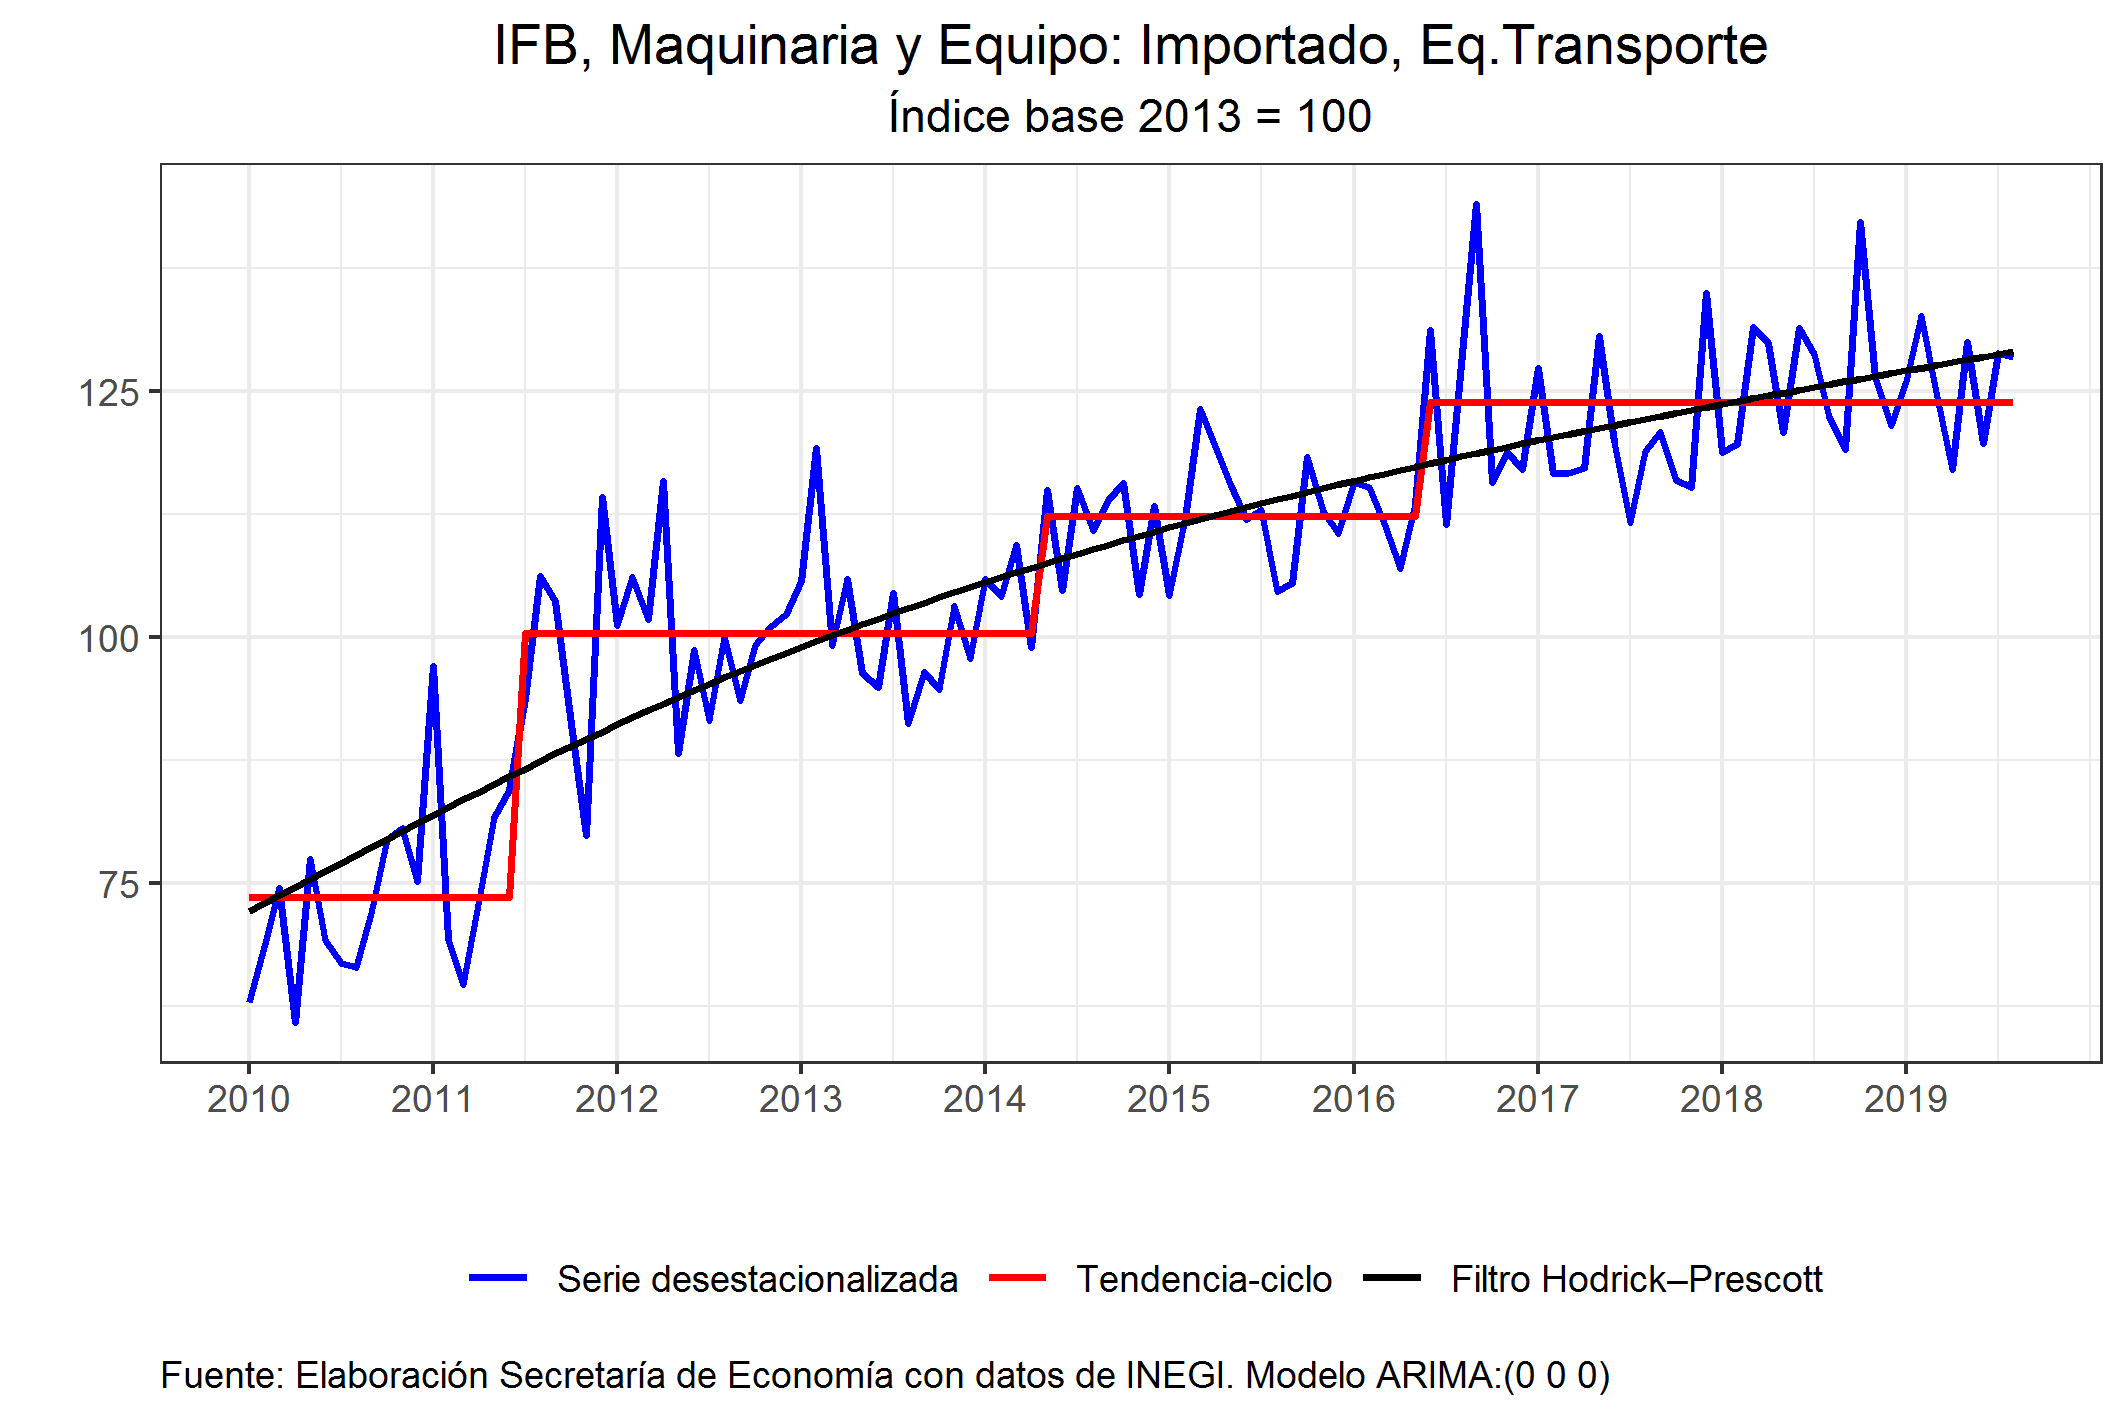 IFB, Maquinaria y Equipo: Importado, Eq.Transporte
Índice base 2013 = 100
125
100
75
2010 2011 2012 2013 2014 2015 2016 2017 2018 2019
Serie desestacionalizada Tendencia-ciclo Filtro Hodrick–Prescott
Fuente: Elaboración Secretaría de Economía con datos de INEGI. Modelo ARIMA:(0 0 0)